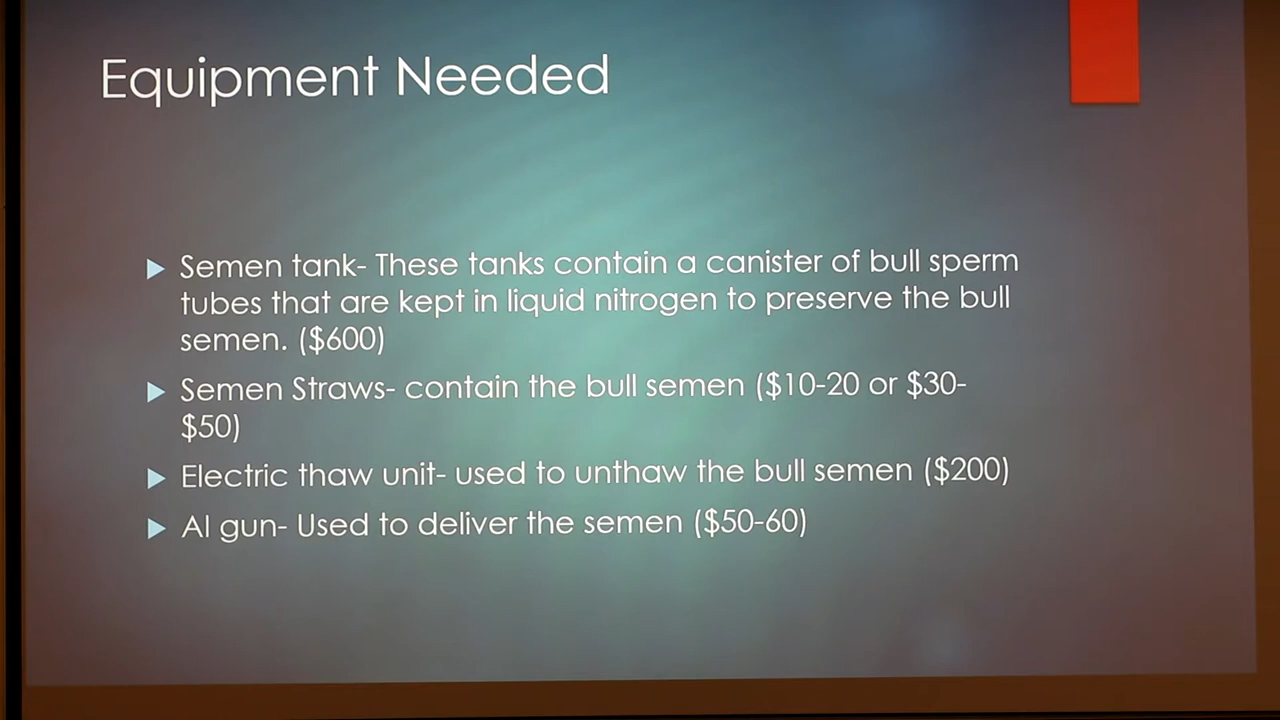 Equipment Needed
Semen tank- These tanks contain a canister of bull sperm
tubes that are kept in liquid nitrogen to preserve the bull
semen. ($600)
Semen Straws- contain the bull semen ($10-20 or $30-
$50)
Electric thaw unit- used to unthaw the bull semen ($200)
AI gun- Used to deliver the semen ($50-60)